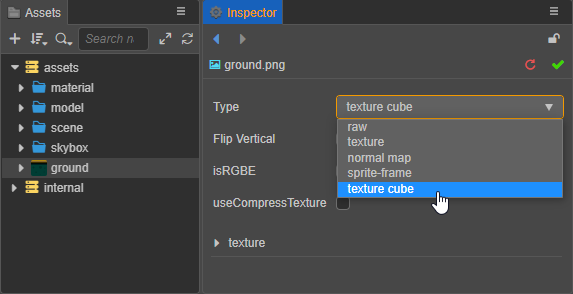 Assets
Search n
assets
material
model
scene
skybox
ground
internal
Inspector
ground.png
Type
texture cube
raw
texture
normal map
sprite-frame
texture cube
Flip Vertical
isRGBE
useCompressTexture
texture